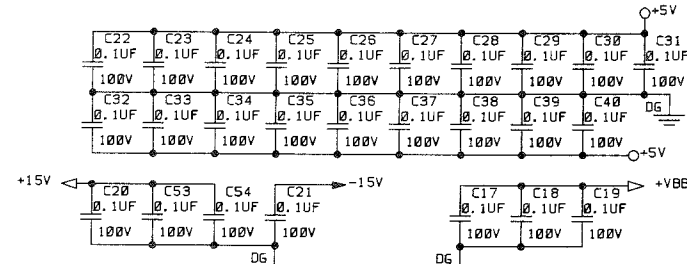 +5V
C22 C23 C24 C25 C26 C27 C28 C29 C30 C31
0.1UF 0.1UF 0.1UF 0.1UF 0.1UF 0.1UF 0.1UF 0.1UF 0.1UF 0.1UF
100V 100V 100V 100V 100V 100V 100V 100V 100V 100V
C32 C33 C34 C35 C36 C37 C38 C39 C40 DG
0.1UF 0.1UF 0.1UF 0.1UF 0.1UF 0.1UF 0.1UF 0.1UF 0.1UF
100V 100V 100V 100V 100V 100V 100V 100V 100V
+5V
+15V -15V +VBB
C20 C53 C54 C21 C17 C18 C19
0.1UF 0.1UF 0.1UF 0.1UF 0.1UF 0.1UF 0.1UF
100V 100V 100V 100V 100V 100V 100V
DG DG